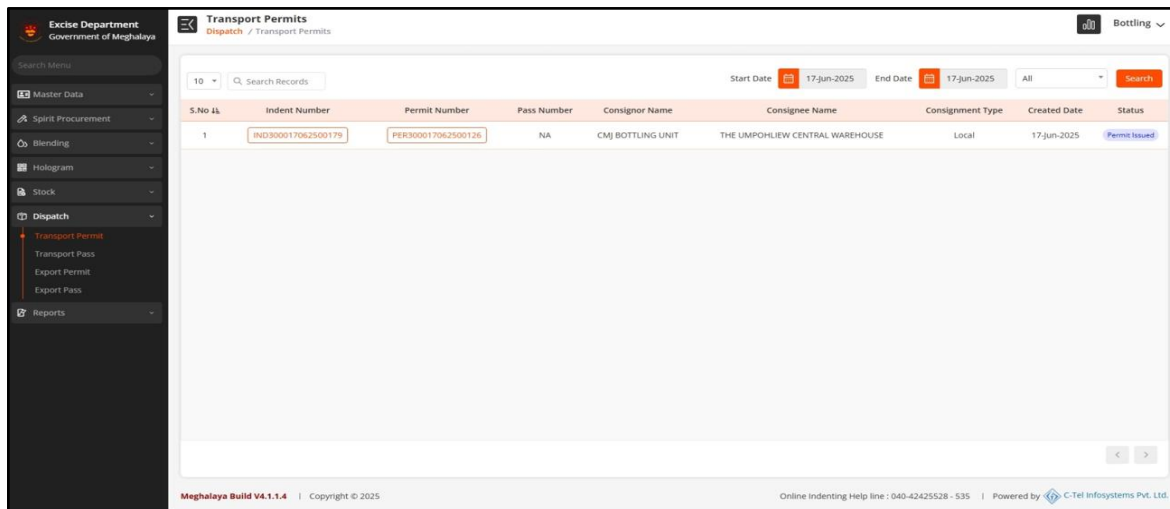 Excise Department
Government of Meghalaya
Search Menu
Master Data
Spirit Procurement
Blending
Hologram
Stock
Dispatch
Transport Permit
Transport Pass
Export Permit
Export Pass
Reports
Transport Permits
Dispatch / Transport Permits
Bottling
10 Search Records Start Date 17-Jun-2025 End Date 17-Jun-2025 All Search
S.No Indent Number Permit Number Pass Number Consignor Name Consignee Name Consignment Type Created Date Status
1 IND300017062500179 PER300017062500126 NA CMJ BOTTLING UNIT THE UMPOHLIEW CENTRAL WAREHOUSE Local 17-Jun-2025 Permit Issued
< >
Meghalaya Build V4.1.1.4 | Copyright © 2025 Online Indenting Help line : 040-42425528 - 535 | Powered by C-Tel Infosystems Pvt. Ltd.